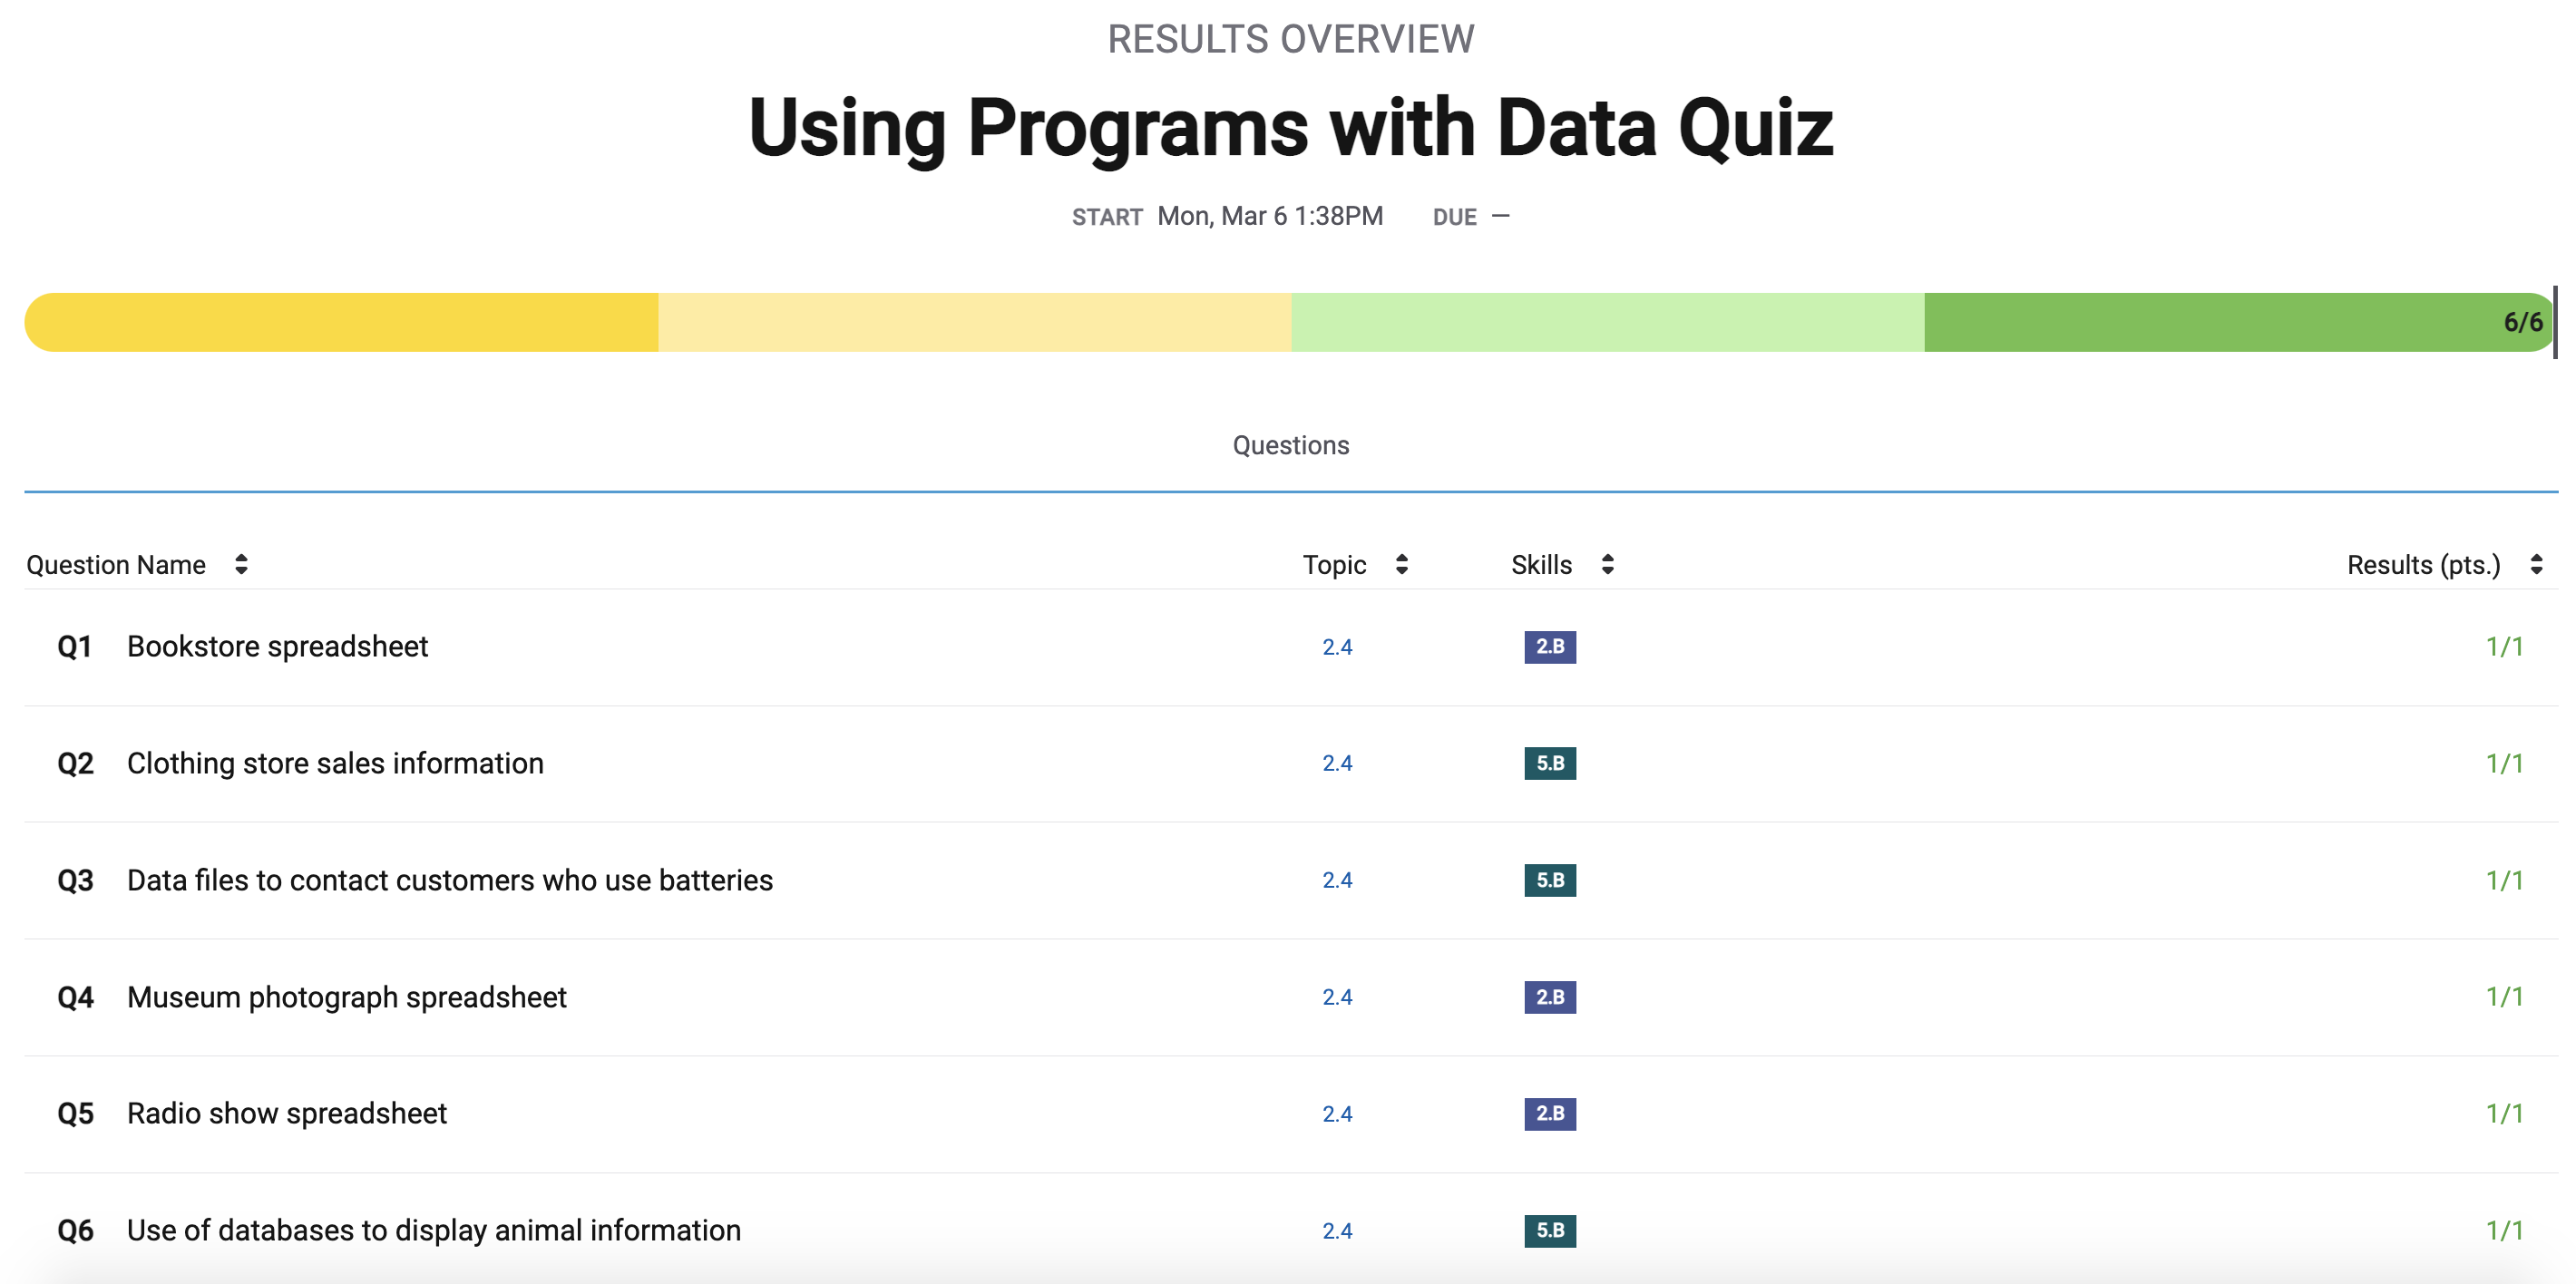 RESULTS OVERVIEW
Using Programs with Data Quiz
START Mon, Mar 6 1:38PM DUE —
6/6
Questions
Question Name Topic Skills Results (pts.)
Q1 Bookstore spreadsheet 2.4 2.B 1/1
Q2 Clothing store sales information 2.4 5.B 1/1
Q3 Data files to contact customers who use batteries 2.4 5.B 1/1
Q4 Museum photograph spreadsheet 2.4 2.B 1/1
Q5 Radio show spreadsheet 2.4 2.B 1/1
Q6 Use of databases to display animal information 2.4 5.B 1/1